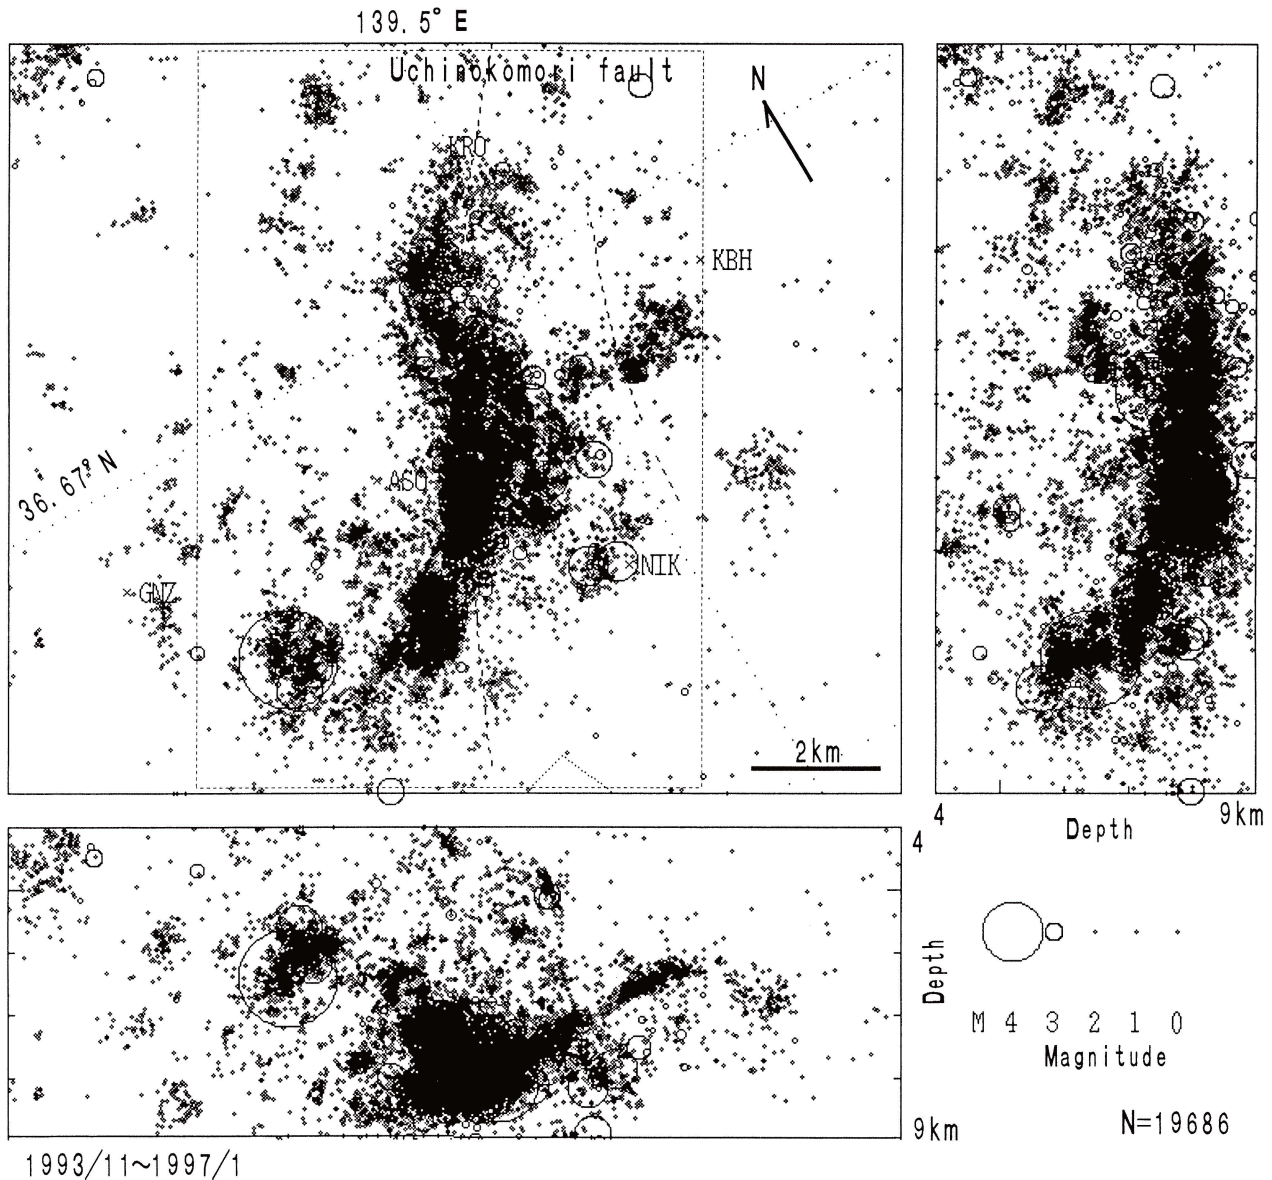 139.5° E
Uchinokomori fault
N
KRO
KBH
36.67° N
ASO
NIK
GNZ
2km
4
9km
Depth
4
Depth
9km
M 4 3 2 1 0
Magnitude
N=19686
1993/11~1997/1